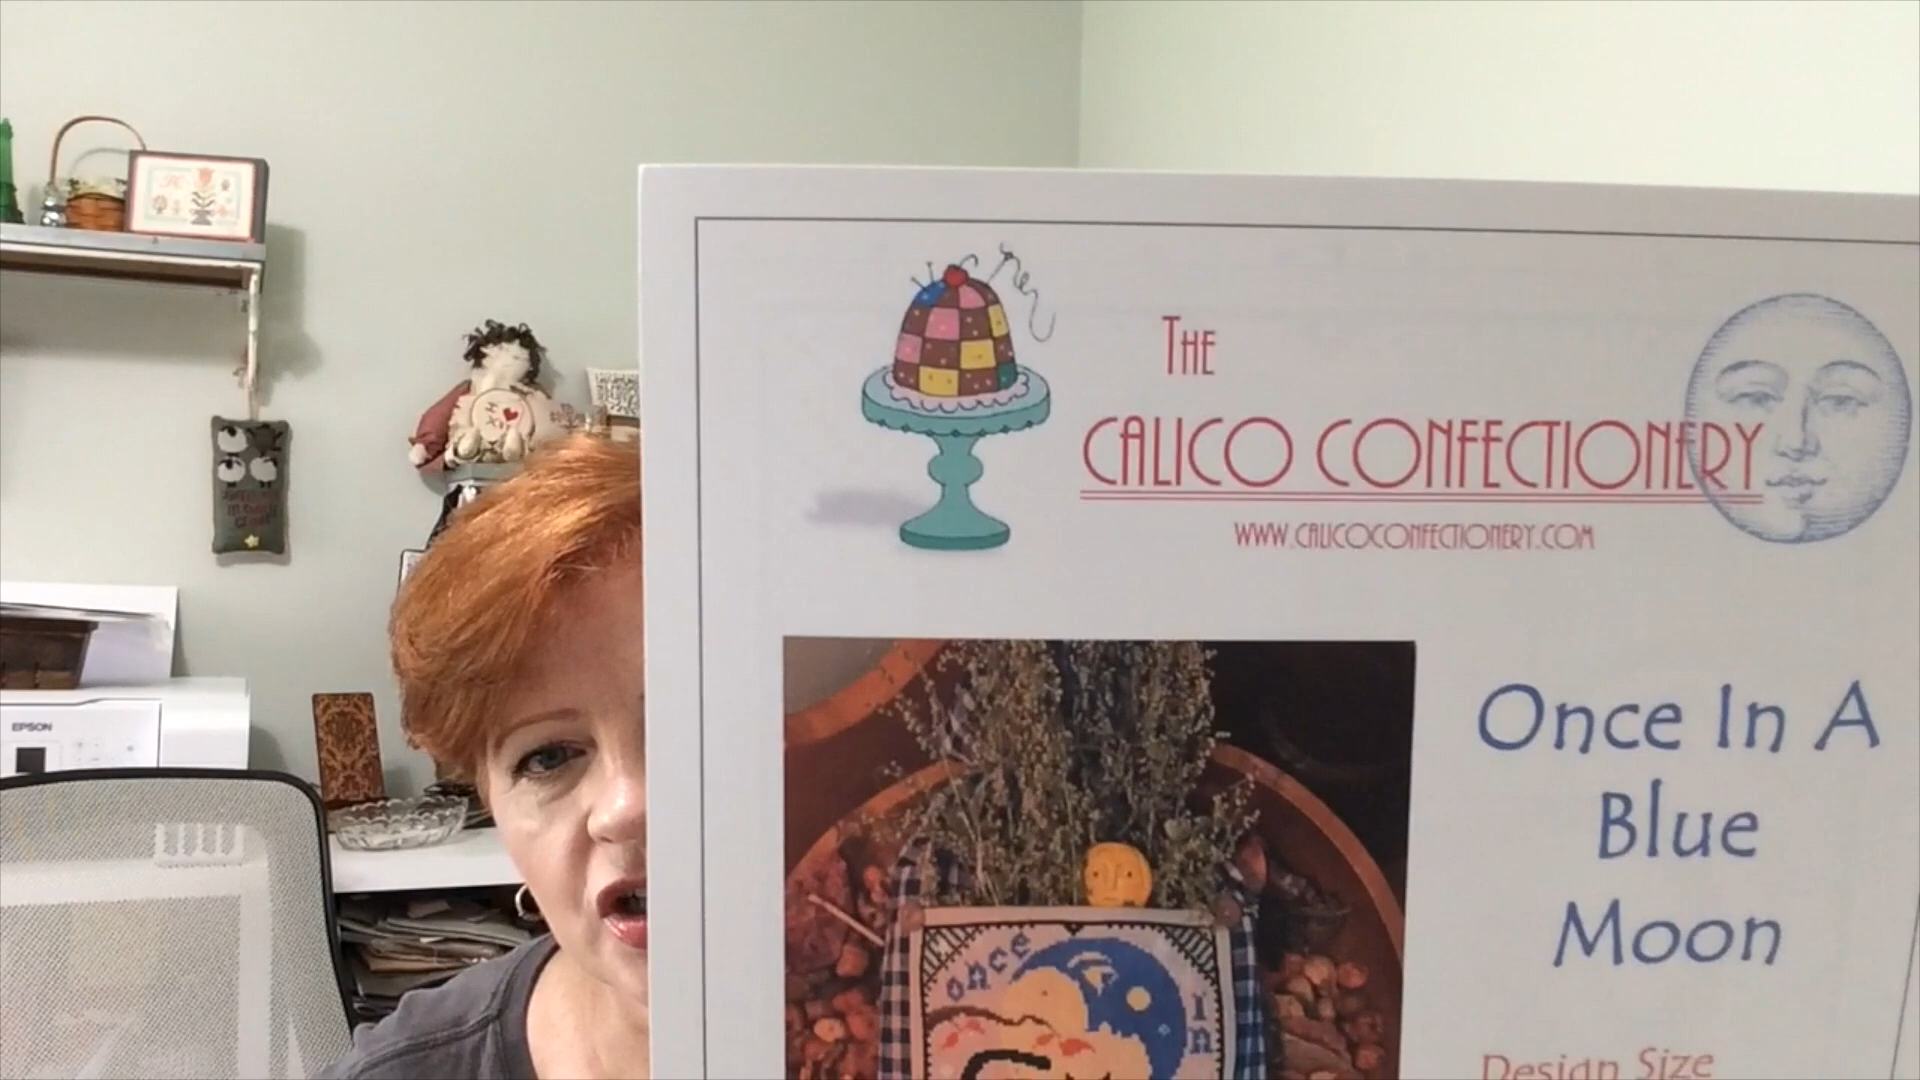 THE
CALICO CONFECTIONERY
WWW.CALICOCONFECTIONERY.COM
Once In A
Blue
Moon
Design Size
once
in
EPSON